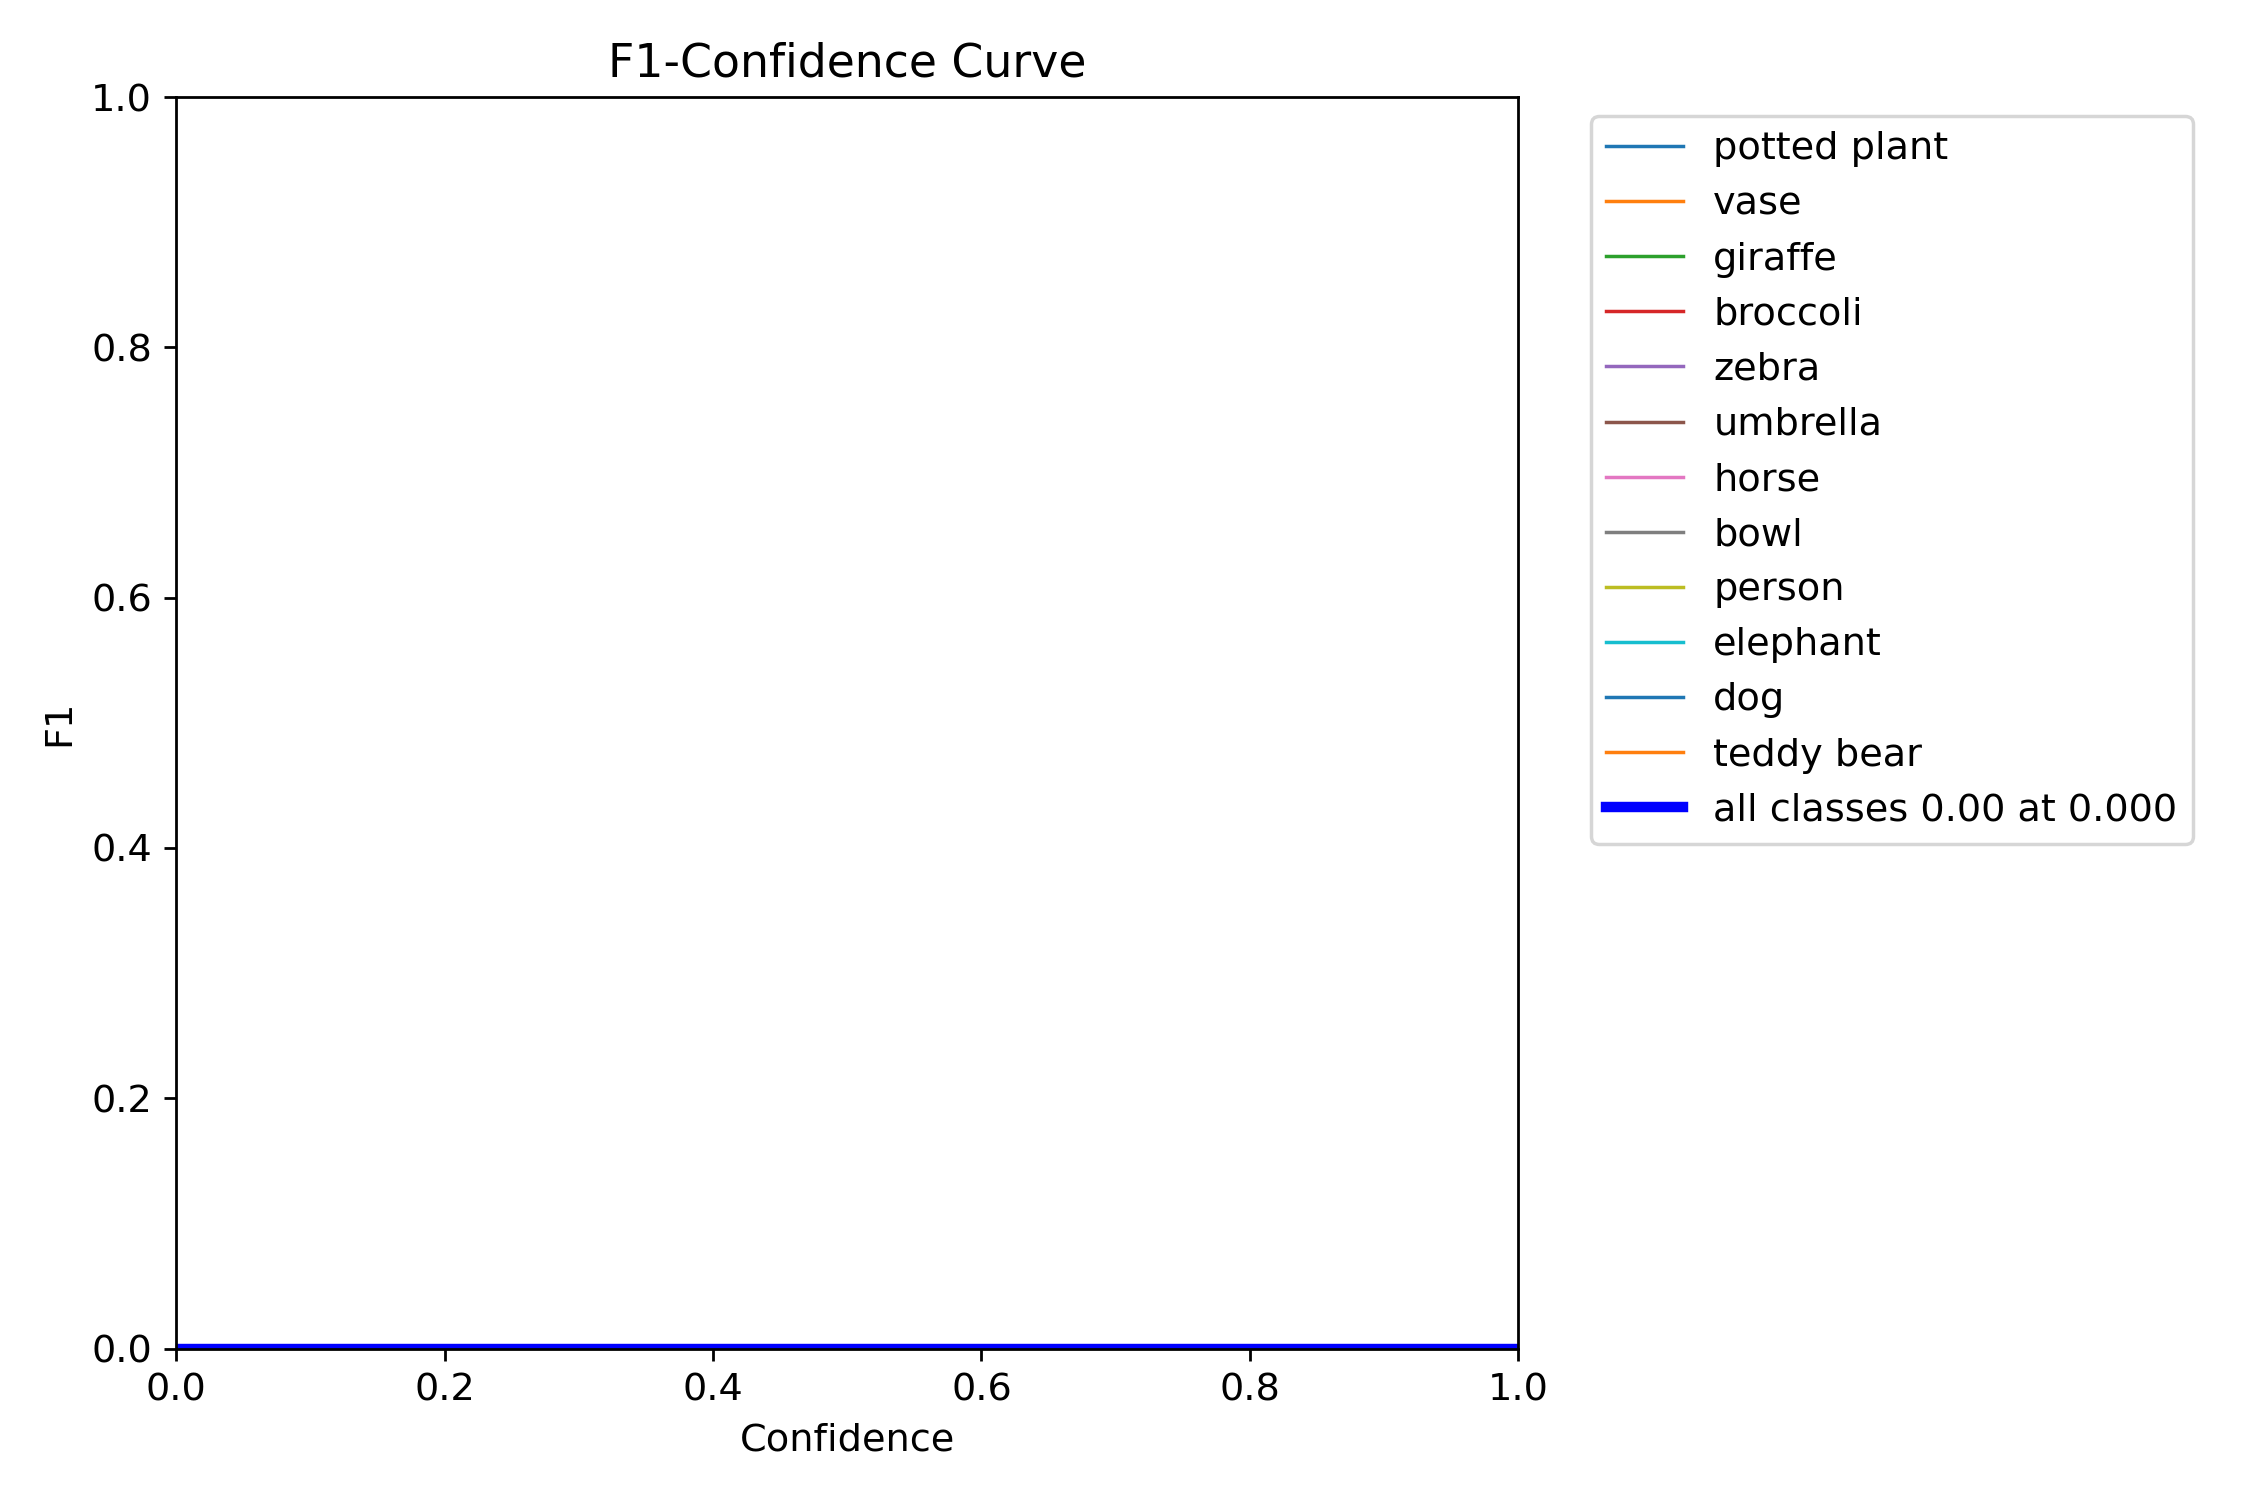 F1-Confidence Curve
1.0
0.8
0.6
0.4
0.2
0.0
F1
0.0 0.2 0.4 0.6 0.8 1.0
Confidence
potted plant
vase
giraffe
broccoli
zebra
umbrella
horse
bowl
person
elephant
dog
teddy bear
all classes 0.00 at 0.000